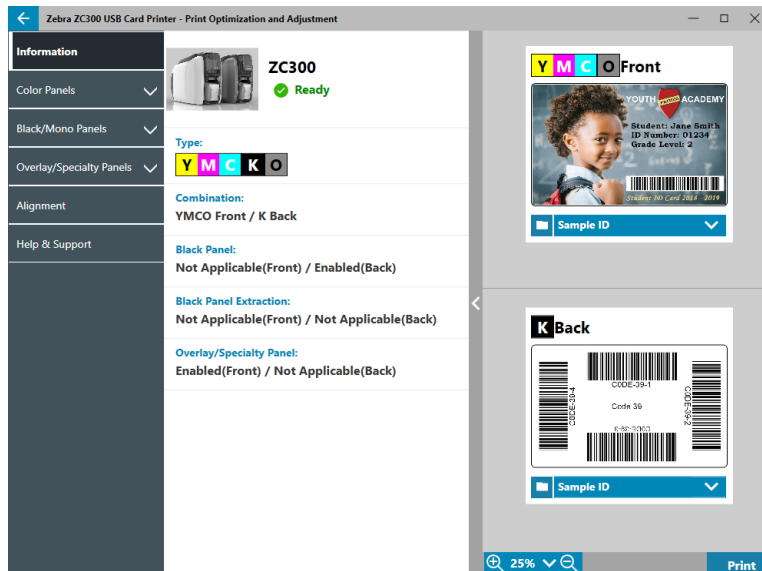 Zebra ZC300 USB Card Printer - Print Optimization and Adjustment
Information
Color Panels
Black/Mono Panels
Overlay/Specialty Panels
Alignment
Help & Support
ZC300
Ready
Type:
Y M C K O
Combination:
YMCO Front / K Back
Black Panel:
Not Applicable(Front) / Enabled(Back)
Black Panel Extraction:
Not Applicable(Front) / Not Applicable(Back)
Overlay/Specialty Panel:
Enabled(Front) / Not Applicable(Back)
Y M C O Front
YOUTH ACADEMY
Student: Jane Smith
ID Number: 01234
Grade Level: 2
Student ID Card 2018 - 2019
Sample ID
K Back
CODE-39-1
CODE-39-4
Code 39
CODE-39-2
CODE-39-3
Sample ID
25%
Print